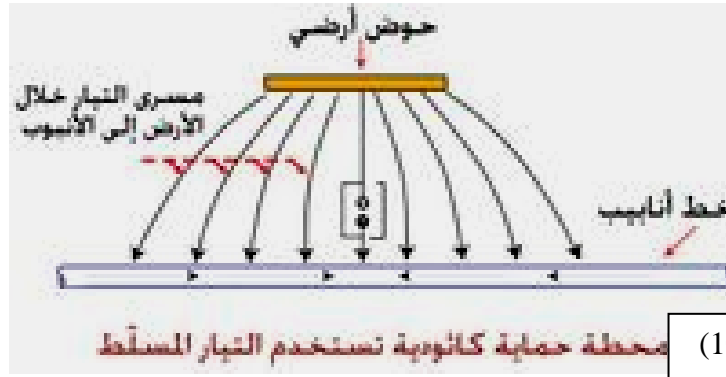 حوض أرضي
مسرى التيار خلال
الأرض إلى الأنبوب
خط أنابيب
محطة حماية كاثودية تستخدم التيار المسلّط
(1